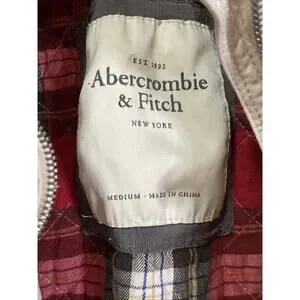 EST. 1892
Abercrombie
& Fitch
NEW YORK
MEDIUM - MADE IN CHINA